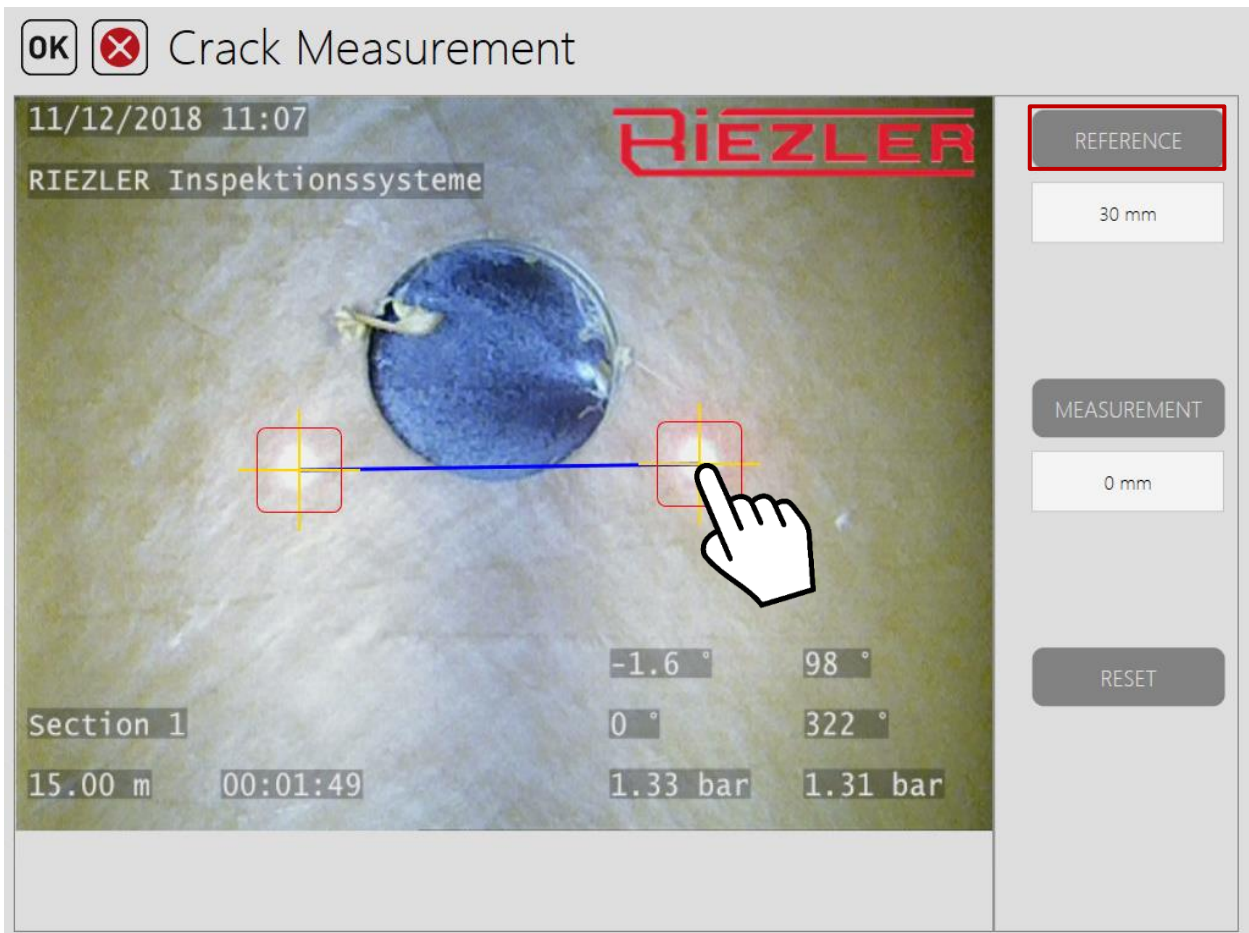 OK Crack Measurement
11/12/2018 11:07
RIEZLER
RIEZLER Inspektionssysteme
REFERENCE
30 mm
MEASUREMENT
0 mm
RESET
-1.6 ° 98 °
Section 1 0 ° 322 °
15.00 m 00:01:49 1.33 bar 1.31 bar